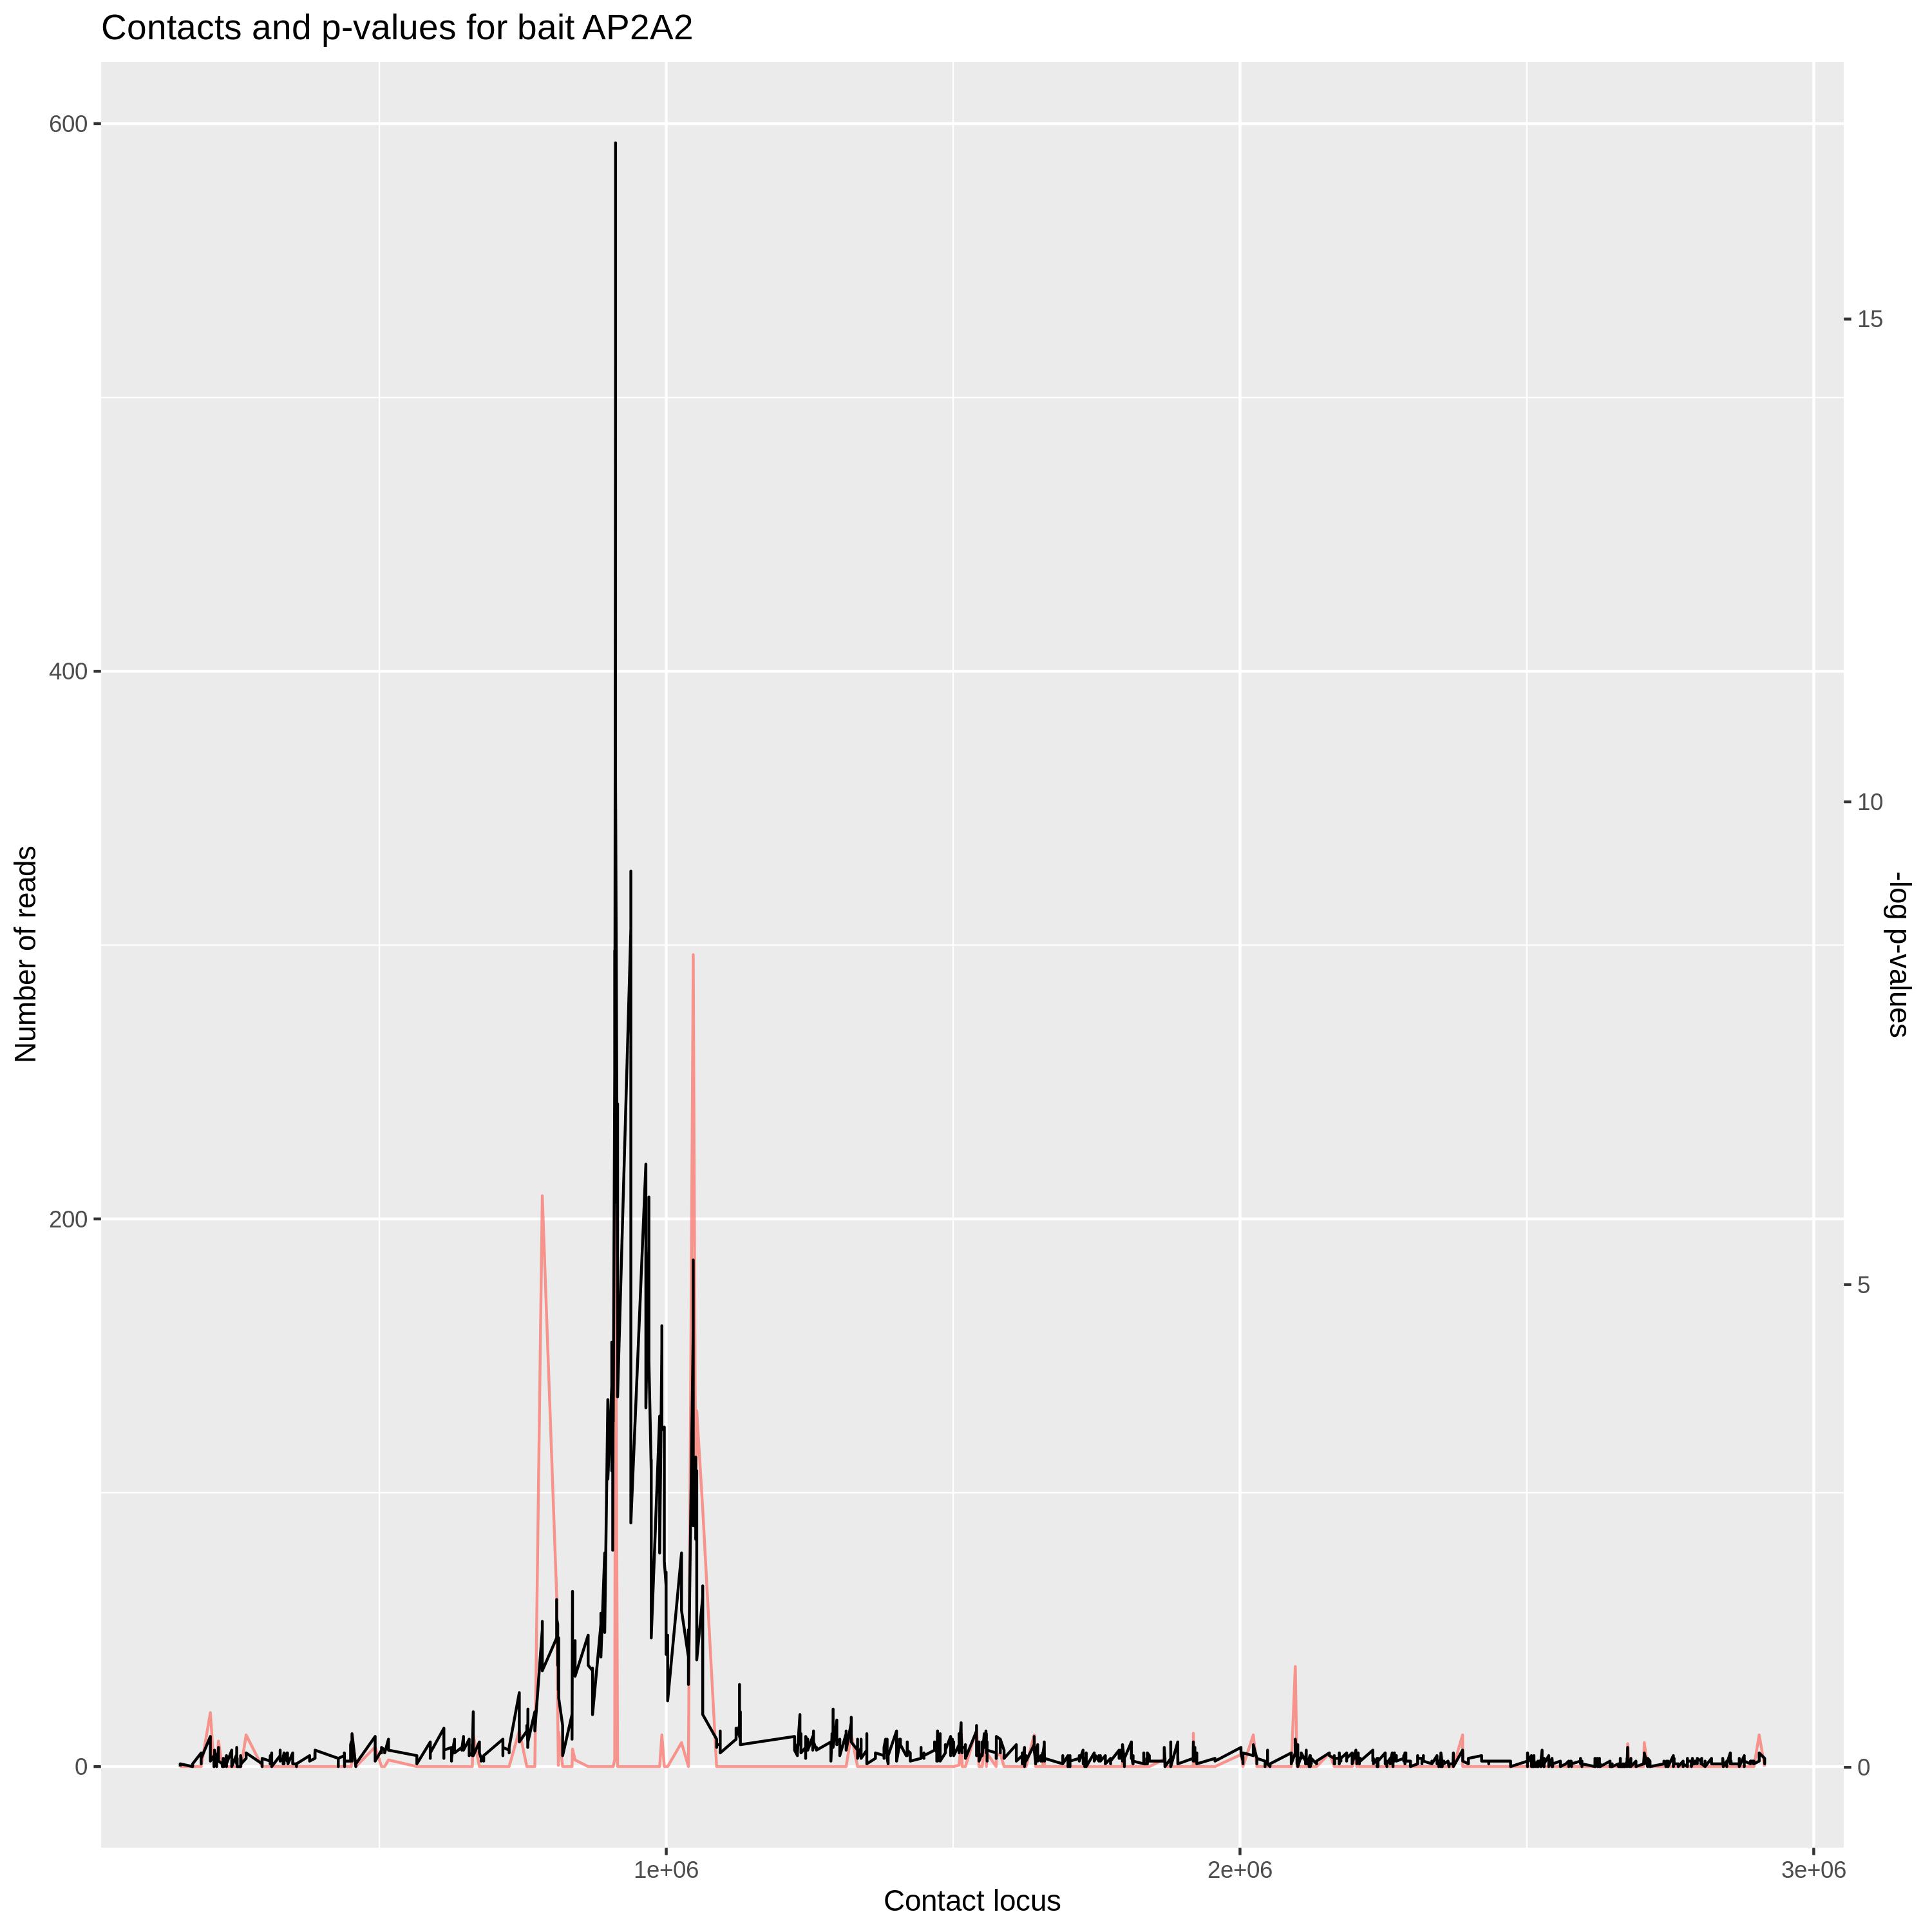 Contacts and p-values for bait AP2A2
600
400
200
0
Number of reads
15
10
5
0
-log p-values
1e+06
2e+06
3e+06
Contact locus